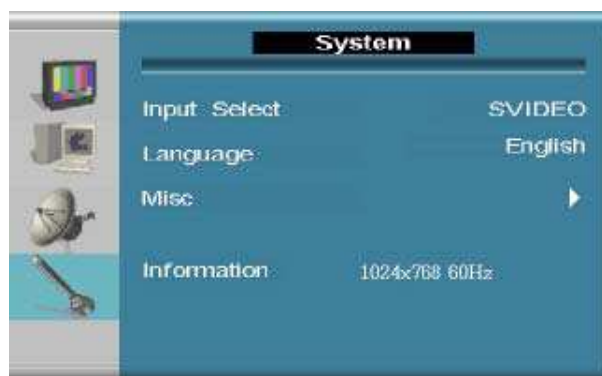 System
Input Select SVIDEO
Language English
Misc
Information 1024x768 60Hz